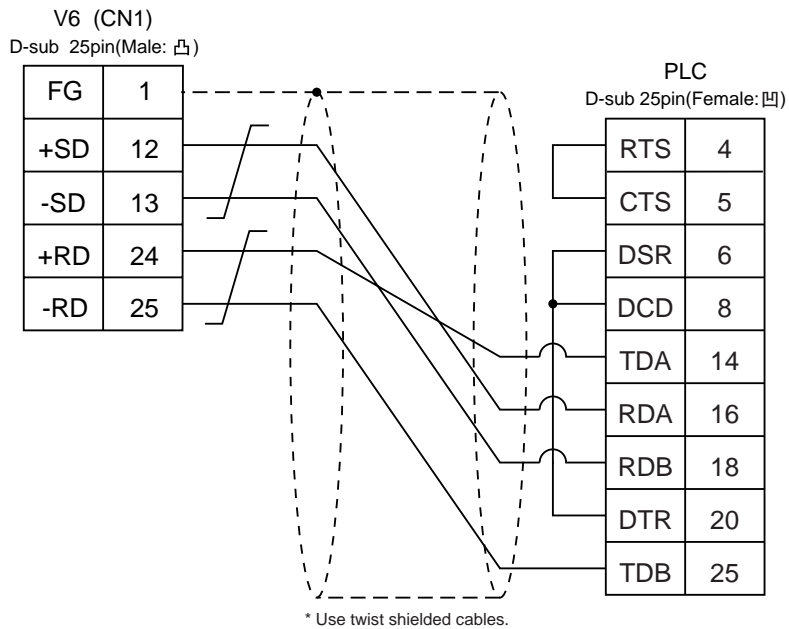 V6 (CN1)
D-sub 25pin(Male: 凸)
FG 1
+SD 12
-SD 13
+RD 24
-RD 25
PLC
D-sub 25pin(Female:凹)
RTS 4
CTS 5
DSR 6
DCD 8
TDA 14
RDA 16
RDB 18
DTR 20
TDB 25
* Use twist shielded cables.